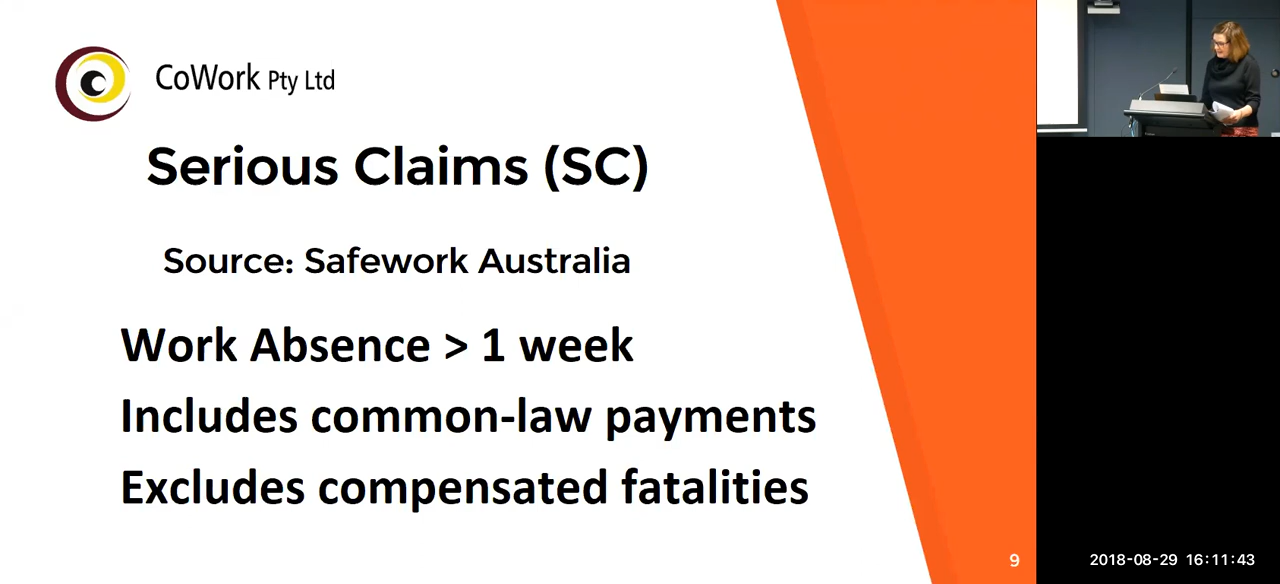 CoWork Pty Ltd
Serious Claims (SC)
Source: Safework Australia
Work Absence > 1 week
Includes common-law payments
Excludes compensated fatalities
9
2018-08-29 16:11:43